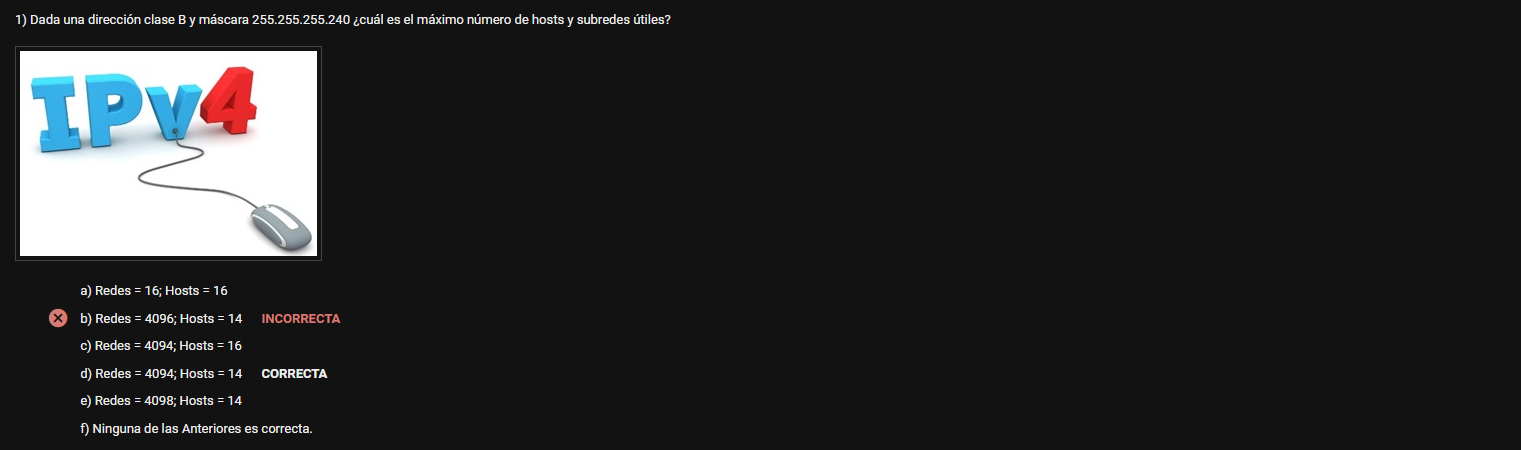 1) Dada una dirección clase B y máscara 255.255.255.240 ¿cuál es el máximo número de hosts y subredes útiles?
IPv4
a) Redes = 16; Hosts = 16
b) Redes = 4096; Hosts = 14 INCORRECTA
c) Redes = 4094; Hosts = 16
d) Redes = 4094; Hosts = 14 CORRECTA
e) Redes = 4098; Hosts = 14
f) Ninguna de las Anteriores es correcta.